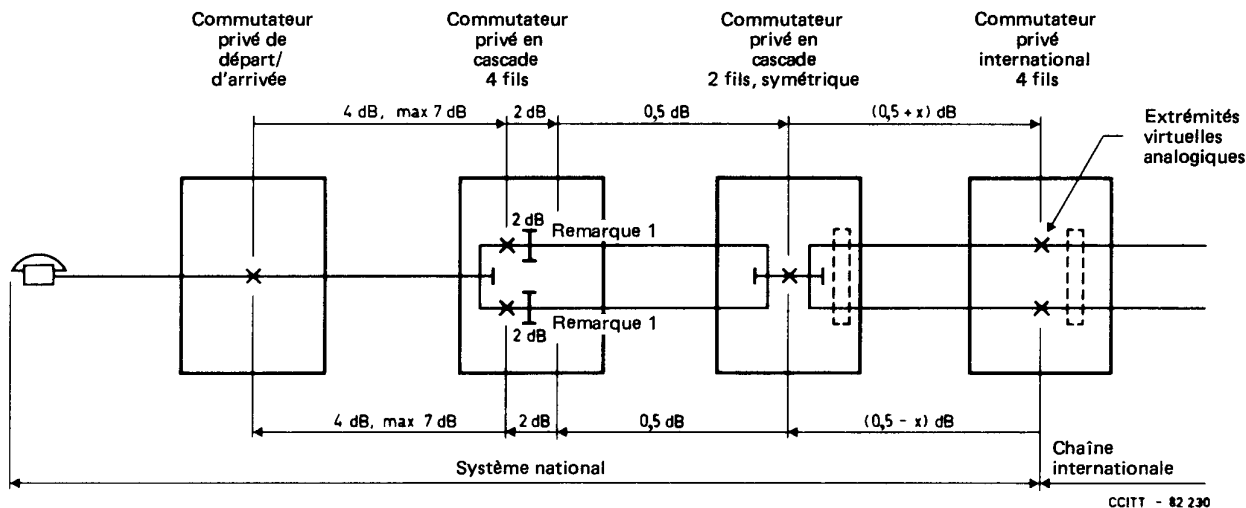 Commutateur
privé de
départ/
d'arrivée
Commutateur
privé en
cascade
4 fils
Commutateur
privé en
cascade
2 fils, symétrique
Commutateur
privé
international
4 fils
4 dB, max 7 dB
2 dB
0,5 dB
(0,5 + x) dB
Extrémités
virtuelles
analogiques
2 dB
Remarque 1
2 dB
Remarque 1
4 dB, max 7 dB
2 dB
0,5 dB
(0,5 - x) dB
Système national
Chaîne
internationale
CCITT - 82 230